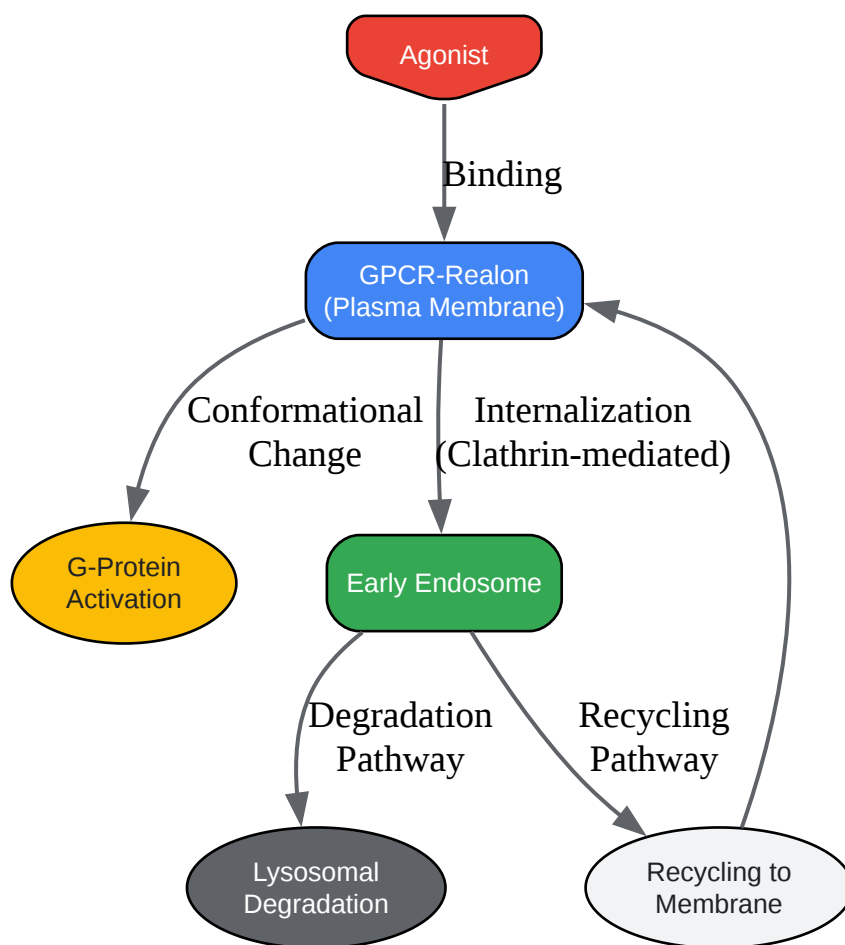 Agonist
Binding
GPCR-Realon
(Plasma Membrane)
Conformational
Change
Internalization
(Clathrin-mediated)
G-Protein
Activation
Early Endosome
Degradation
Pathway
Recycling
Pathway
Lysosomal
Degradation
Recycling to
Membrane